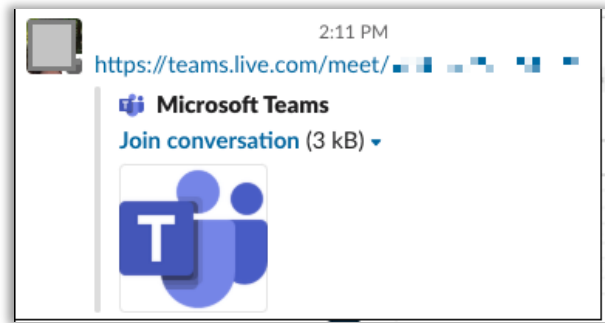 2:11 PM
https://teams.live.com/meet/
Microsoft Teams
Join conversation (3 kB)
T